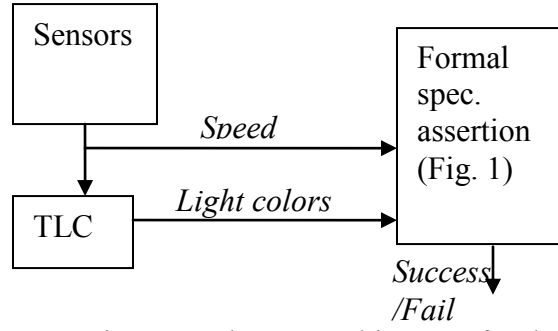 Sensors
Formal
spec.
assertion
(Fig. 1)
Speed
Light colors
TLC
Success
/Fail